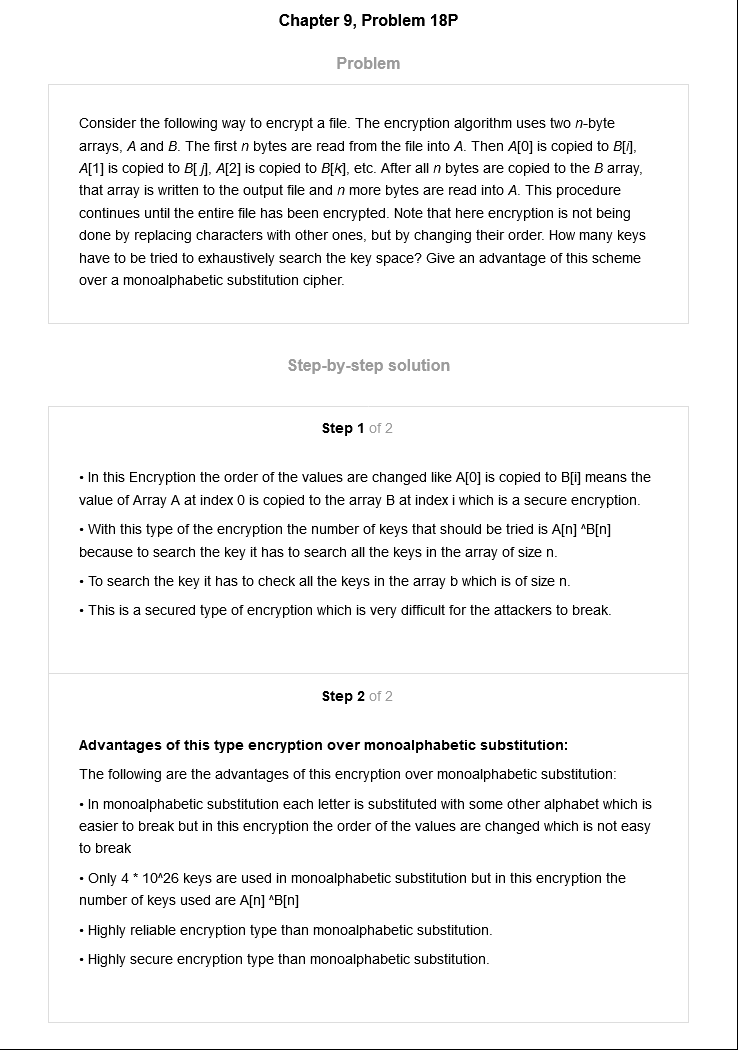 Chapter 9, Problem 18P
Problem
Consider the following way to encrypt a file. The encryption algorithm uses two n-byte
arrays, A and B. The first n bytes are read from the file into A. Then A[0] is copied to B[i],
A[1] is copied to B[ j], A[2] is copied to B[k], etc. After all n bytes are copied to the B array,
that array is written to the output file and n more bytes are read into A. This procedure
continues until the entire file has been encrypted. Note that here encryption is not being
done by replacing characters with other ones, but by changing their order. How many keys
have to be tried to exhaustively search the key space? Give an advantage of this scheme
over a monoalphabetic substitution cipher.
Step-by-step solution
Step 1 of 2
• In this Encryption the order of the values are changed like A[0] is copied to B[i] means the
value of Array A at index 0 is copied to the array B at index i which is a secure encryption.
• With this type of the encryption the number of keys that should be tried is A[n] ^B[n]
because to search the key it has to search all the keys in the array of size n.
• To search the key it has to check all the keys in the array b which is of size n.
• This is a secured type of encryption which is very difficult for the attackers to break.
Step 2 of 2
Advantages of this type encryption over monoalphabetic substitution:
The following are the advantages of this encryption over monoalphabetic substitution:
• In monoalphabetic substitution each letter is substituted with some other alphabet which is
easier to break but in this encryption the order of the values are changed which is not easy
to break
• Only 4 * 10^26 keys are used in monoalphabetic substitution but in this encryption the
number of keys used are A[n] ^B[n]
• Highly reliable encryption type than monoalphabetic substitution.
• Highly secure encryption type than monoalphabetic substitution.